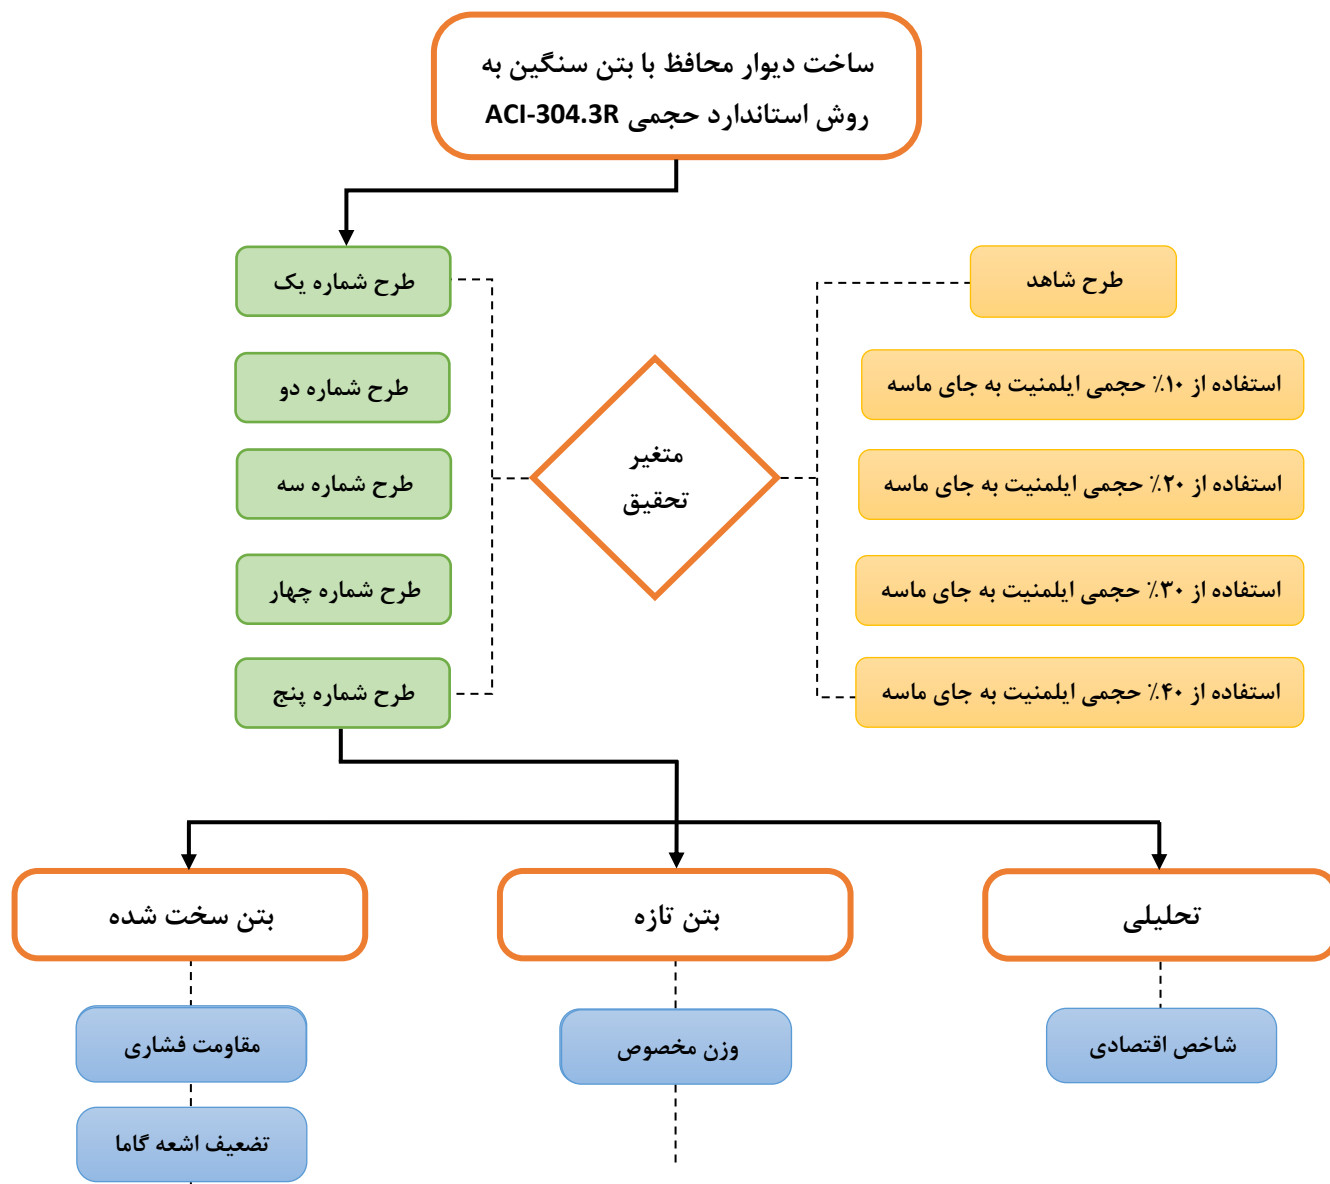 ساخت دیوار محافظ با بتن سنگین به
روش استاندارد حجمی ACI-304.3R
طرح شاهد
طرح شماره یک
استفاده از ۱۰٪ حجمی ایلمنیت به جای ماسه
طرح شماره دو
متغیر
تحقیق
استفاده از ۲۰٪ حجمی ایلمنیت به جای ماسه
طرح شماره سه
استفاده از ۳۰٪ حجمی ایلمنیت به جای ماسه
طرح شماره چهار
استفاده از ۴۰٪ حجمی ایلمنیت به جای ماسه
طرح شماره پنج
تحلیلی
بتن تازه
بتن سخت شده
شاخص اقتصادی
وزن مخصوص
مقاومت فشاری
تضعیف اشعه گاما